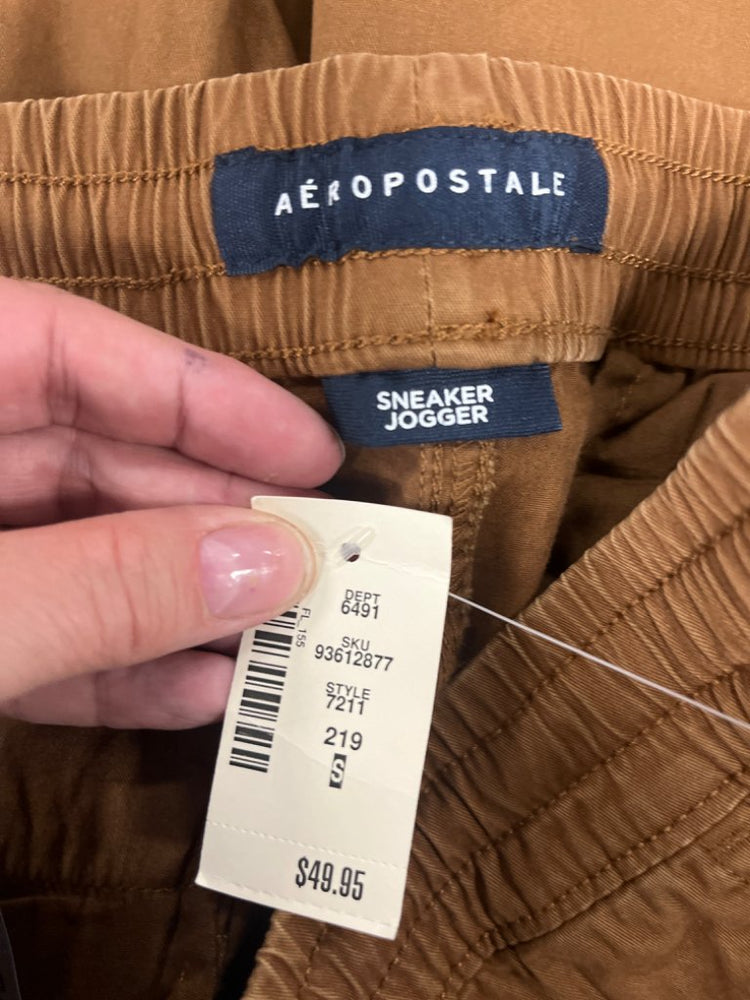 AÉROPOSTALE
SNEAKER
JOGGER
DEPT
6491
SKU
93612877
STYLE
7211
219
S
$49.95
FL_155